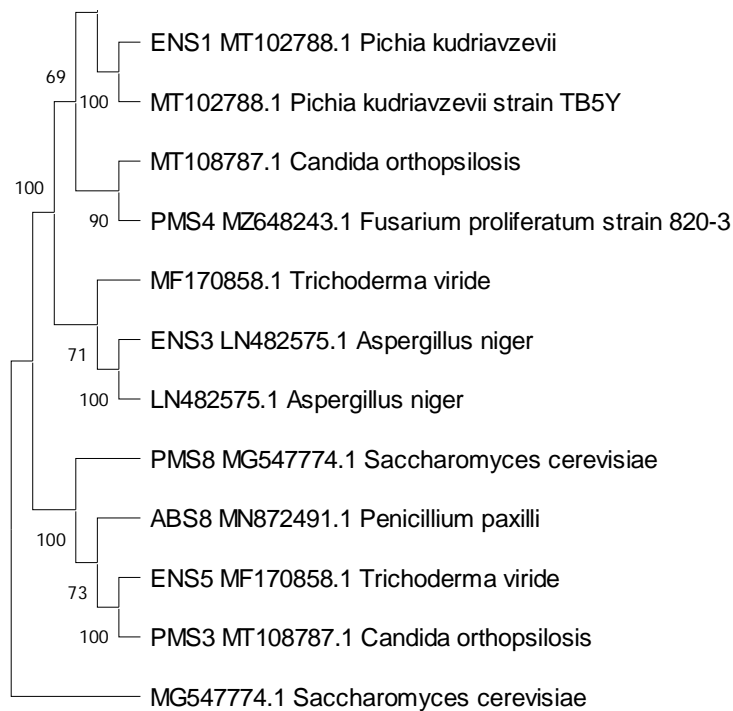 ENS1 MT102788.1 Pichia kudriavzevii
69
100
MT102788.1 Pichia kudriavzevii strain TB5Y
MT108787.1 Candida orthopsilosis
100
90
PMS4 MZ648243.1 Fusarium proliferatum strain 820-3
MF170858.1 Trichoderma viride
ENS3 LN482575.1 Aspergillus niger
71
100
LN482575.1 Aspergillus niger
PMS8 MG547774.1 Saccharomyces cerevisiae
ABS8 MN872491.1 Penicillium paxilli
100
ENS5 MF170858.1 Trichoderma viride
73
100
PMS3 MT108787.1 Candida orthopsilosis
MG547774.1 Saccharomyces cerevisiae